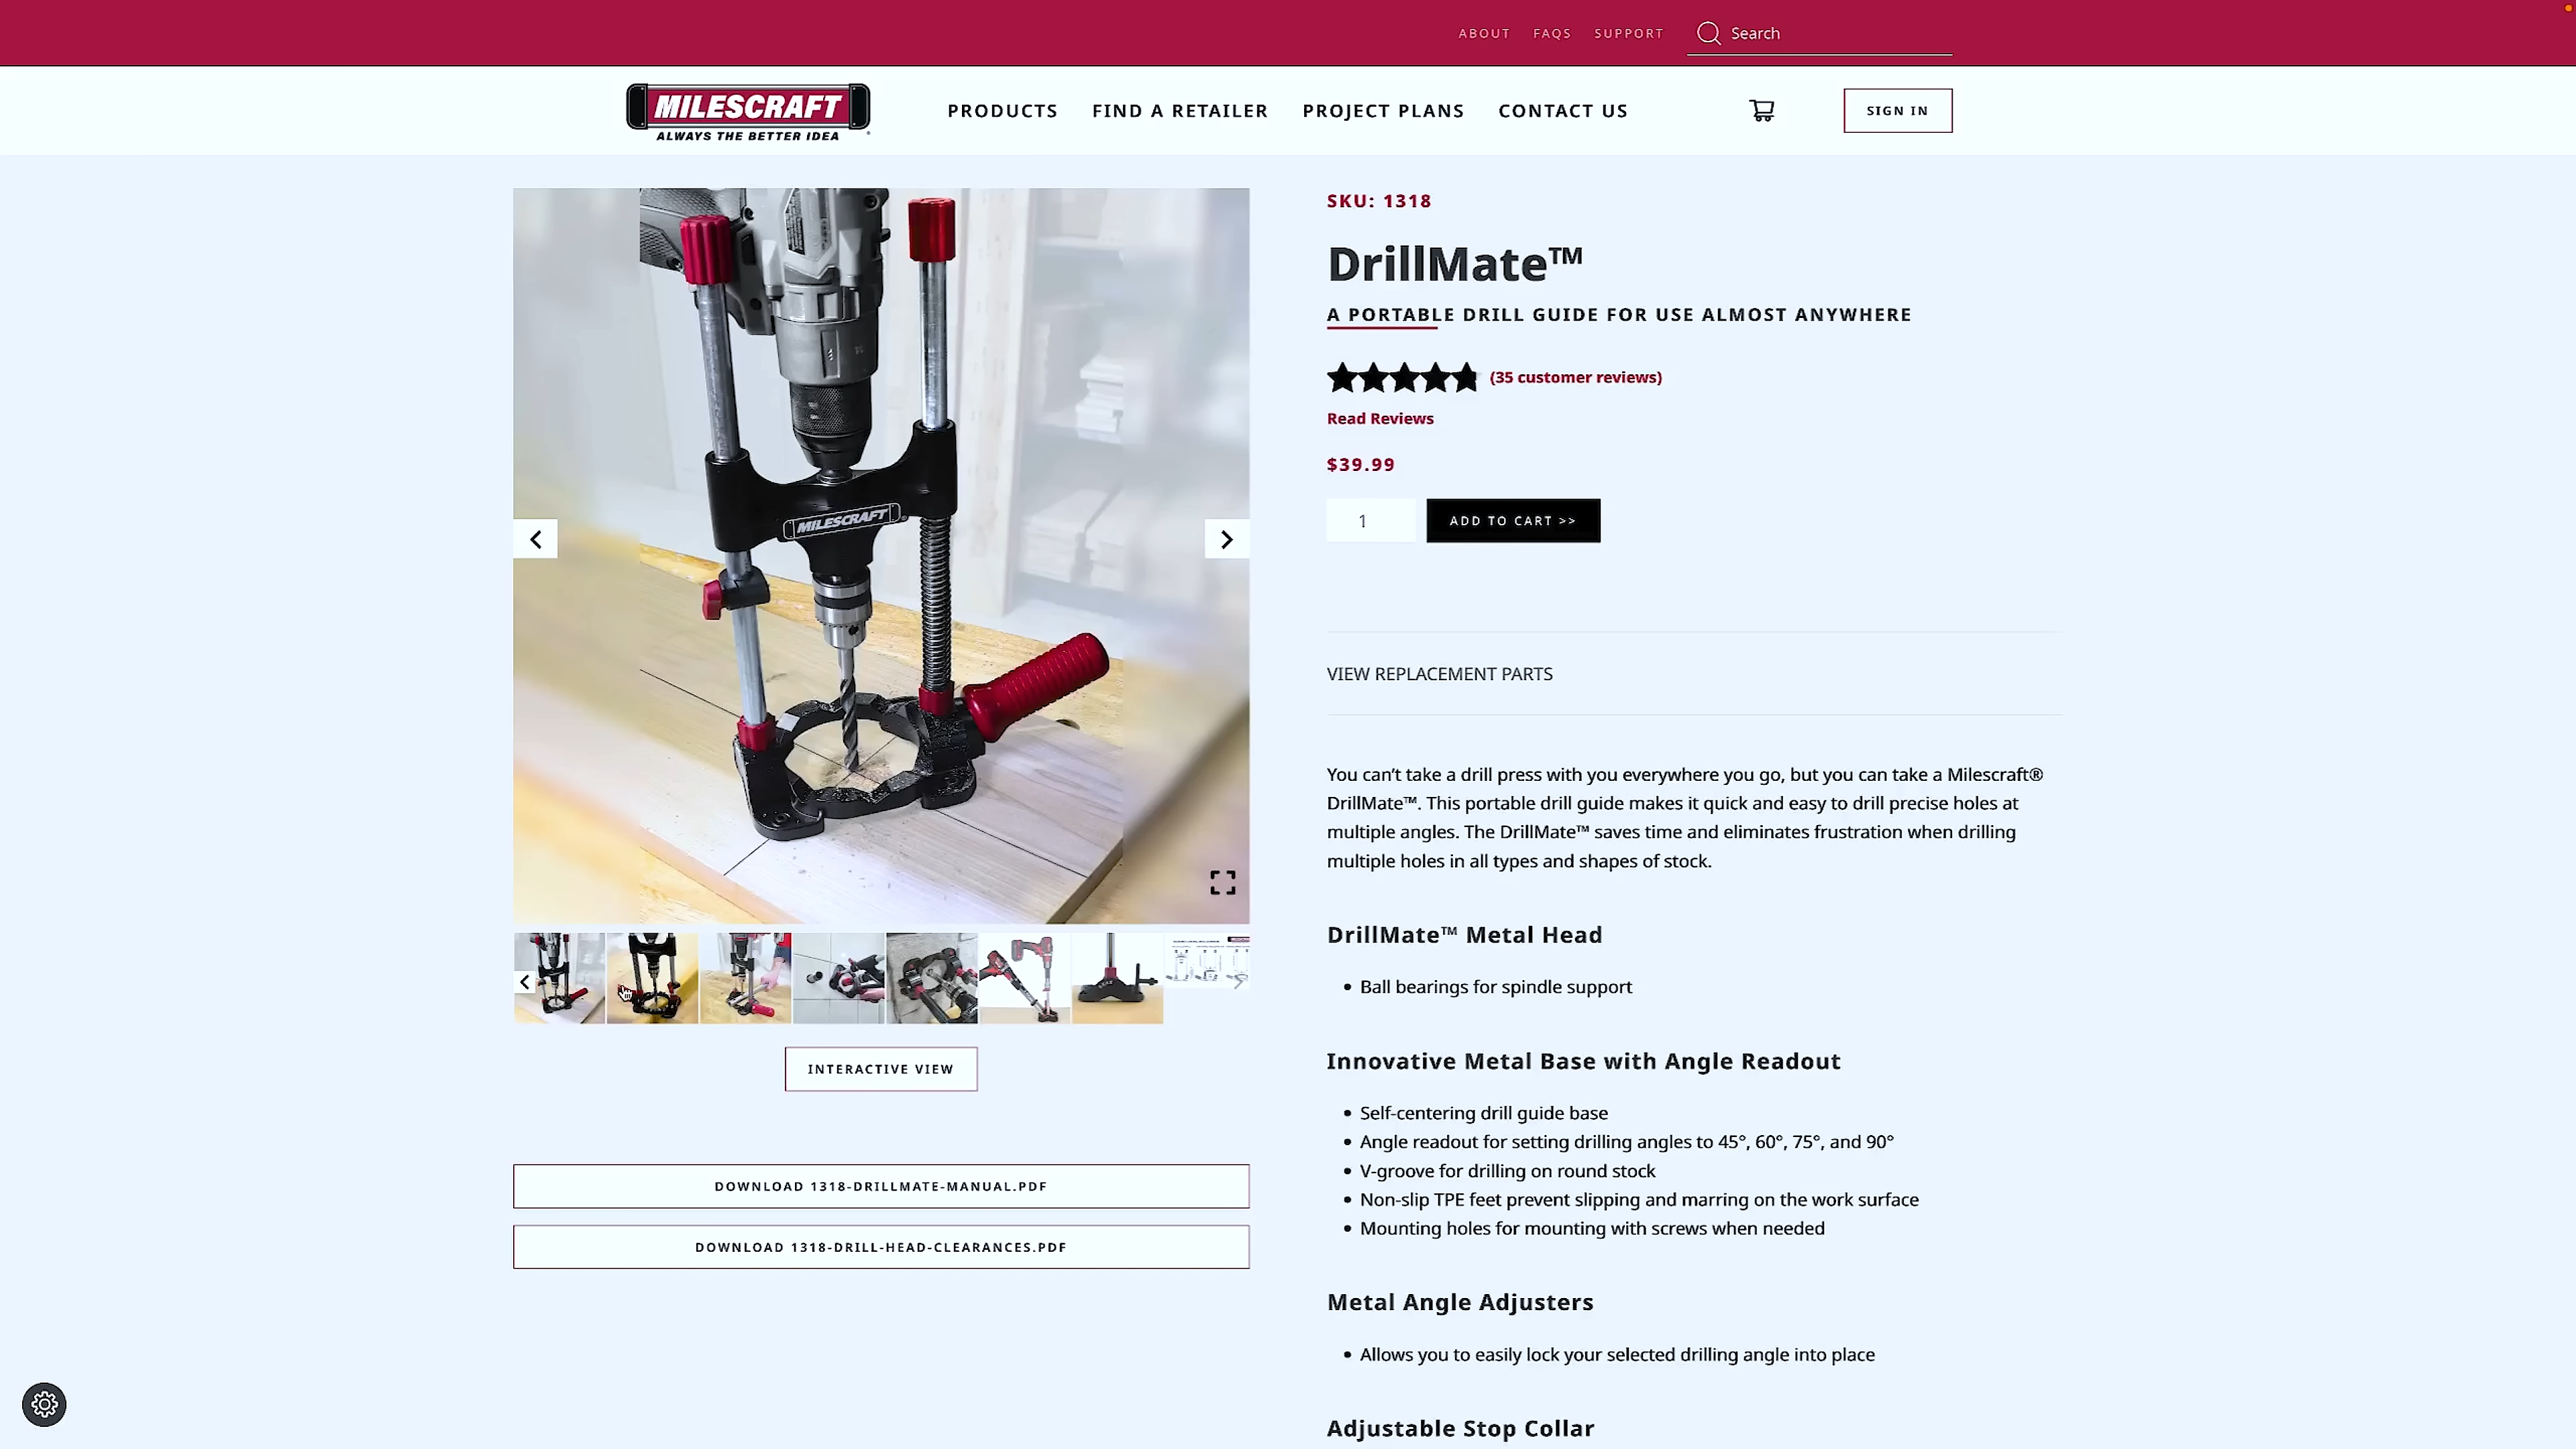 ABOUT FAQS SUPPORT Search
MILESCRAFT
ALWAYS THE BETTER IDEA
PRODUCTS FIND A RETAILER PROJECT PLANS CONTACT US SIGN IN
MILESCRAFT
SKU: 1318
DrillMate™
A PORTABLE DRILL GUIDE FOR USE ALMOST ANYWHERE
(35 customer reviews)
Read Reviews
$39.99
1 ADD TO CART >>
VIEW REPLACEMENT PARTS
You can’t take a drill press with you everywhere you go, but you can take a Milescraft®
DrillMate™. This portable drill guide makes it quick and easy to drill precise holes at
multiple angles. The DrillMate™ saves time and eliminates frustration when drilling
multiple holes in all types and shapes of stock.
DrillMate™ Metal Head
• Ball bearings for spindle support
Innovative Metal Base with Angle Readout
• Self-centering drill guide base
• Angle readout for setting drilling angles to 45°, 60°, 75°, and 90°
• V-groove for drilling on round stock
• Non-slip TPE feet prevent slipping and marring on the work surface
• Mounting holes for mounting with screws when needed
Metal Angle Adjusters
• Allows you to easily lock your selected drilling angle into place
Adjustable Stop Collar
INTERACTIVE VIEW
DOWNLOAD 1318-DRILLMATE-MANUAL.PDF
DOWNLOAD 1318-DRILL-HEAD-CLEARANCES.PDF